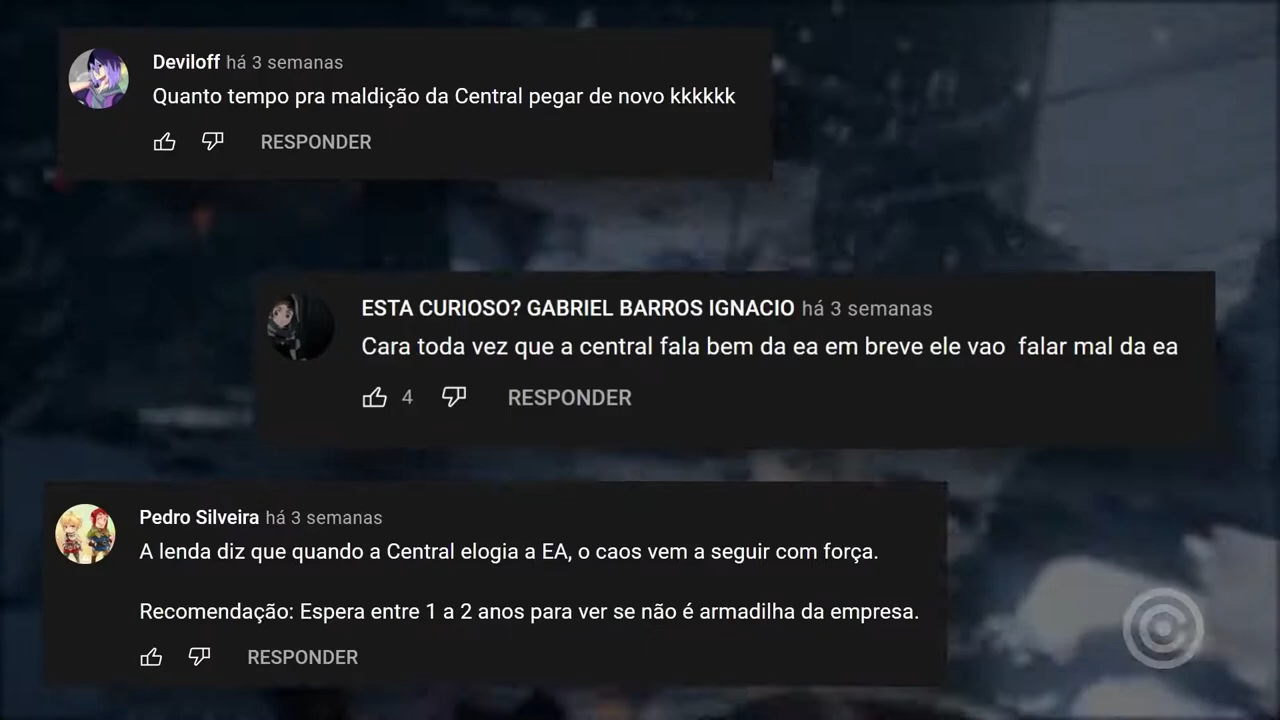 Deviloff há 3 semanas
Quanto tempo pra maldição da Central pegar de novo kkkkkk
RESPONDER
ESTA CURIOSO? GABRIEL BARROS IGNACIO há 3 semanas
Cara toda vez que a central fala bem da ea em breve ele vao falar mal da ea
4 RESPONDER
Pedro Silveira há 3 semanas
A lenda diz que quando a Central elogia a EA, o caos vem a seguir com força.
Recomendação: Espera entre 1 a 2 anos para ver se não é armadilha da empresa.
RESPONDER